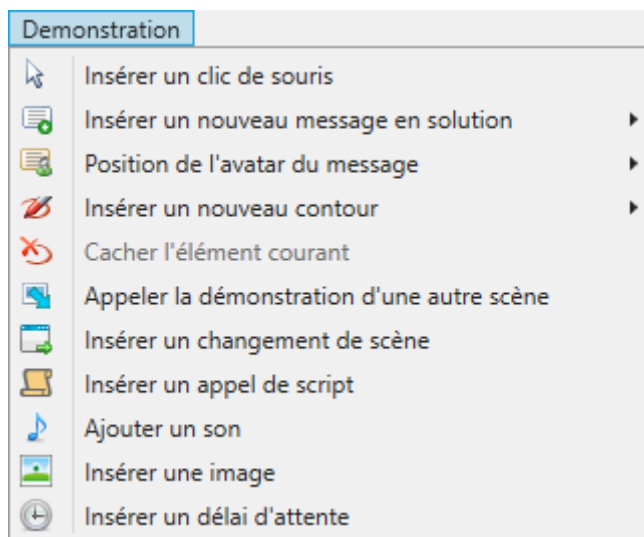 Demonstration
Insérer un clic de souris
Insérer un nouveau message en solution
Position de l'avatar du message
Insérer un nouveau contour
Cacher l'élément courant
Appeler la démonstration d'une autre scène
Insérer un changement de scène
Insérer un appel de script
Ajouter un son
Insérer une image
Insérer un délai d'attente